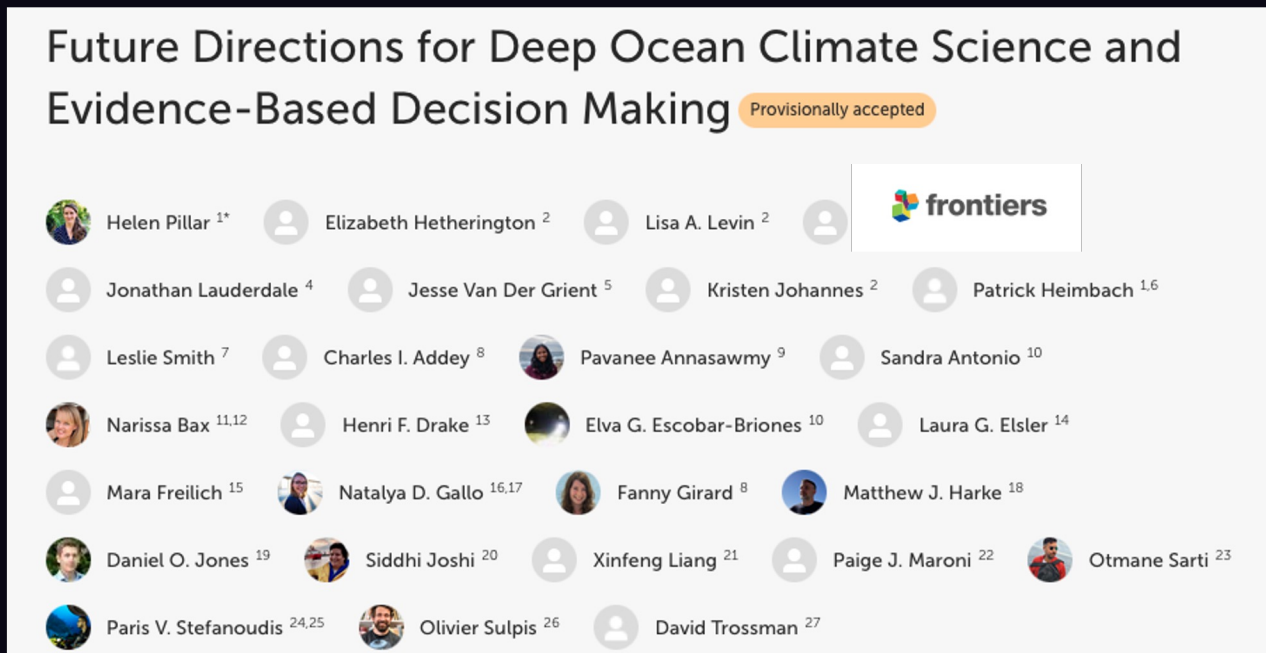 Future Directions for Deep Ocean Climate Science and
Evidence-Based Decision Making Provisionally accepted
Helen Pillar 1* Elizabeth Hetherington 2 Lisa A. Levin 2 frontiers
Jonathan Lauderdale 4 Jesse Van Der Grient 5 Kristen Johannes 2 Patrick Heimbach 1,6
Leslie Smith 7 Charles I. Addey 8 Pavanee Annasawmy 9 Sandra Antonio 10
Narissa Bax 11,12 Henri F. Drake 13 Elva G. Escobar-Briones 10 Laura G. Elsler 14
Mara Freilich 15 Natalya D. Gallo 16,17 Fanny Girard 8 Matthew J. Harke 18
Daniel O. Jones 19 Siddhi Joshi 20 Xinfeng Liang 21 Paige J. Maroni 22 Otmane Sarti 23
Paris V. Stefanoudis 24,25 Olivier Sulpis 26 David Trossman 27